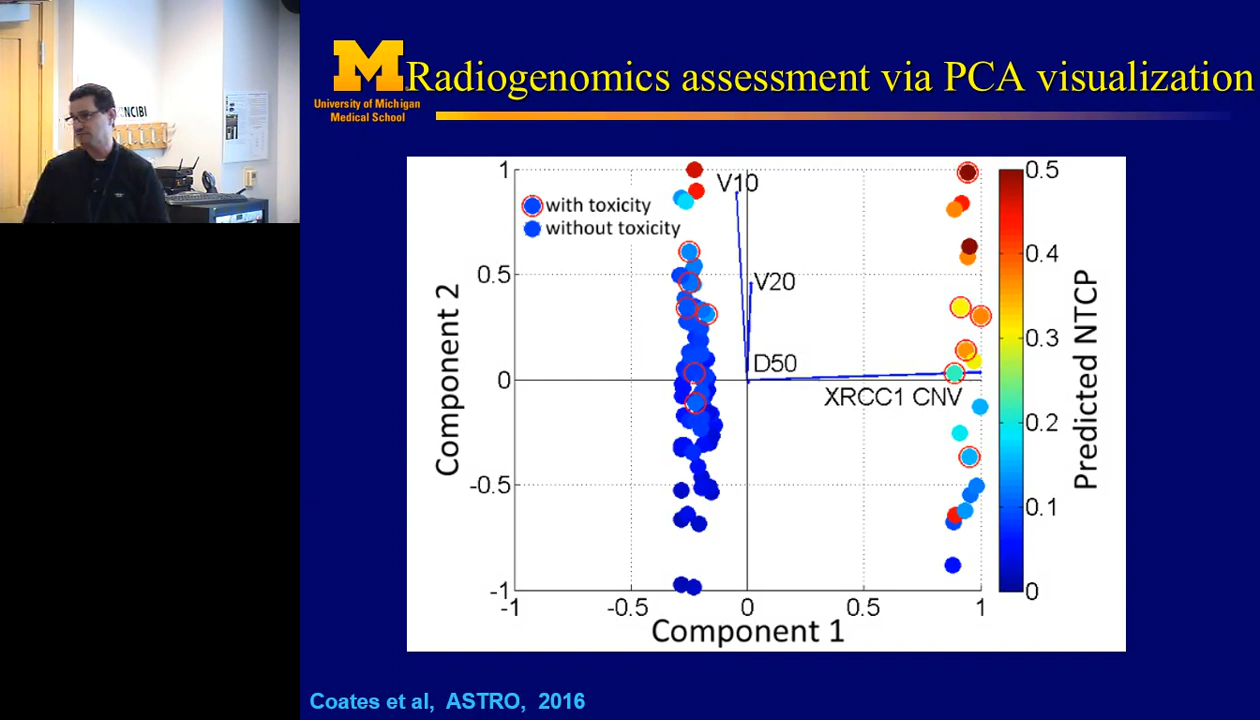 NCIBI
M
University of Michigan
Medical School
Radiogenomics assessment via PCA visualization
with toxicity
without toxicity
V10
V20
D50
XRCC1 CNV
1
0.5
0
-0.5
-1
Component 2
-1
-0.5
0
0.5
1
Component 1
0.5
0.4
0.3
0.2
0.1
0
Predicted NTCP
Coates et al, ASTRO, 2016